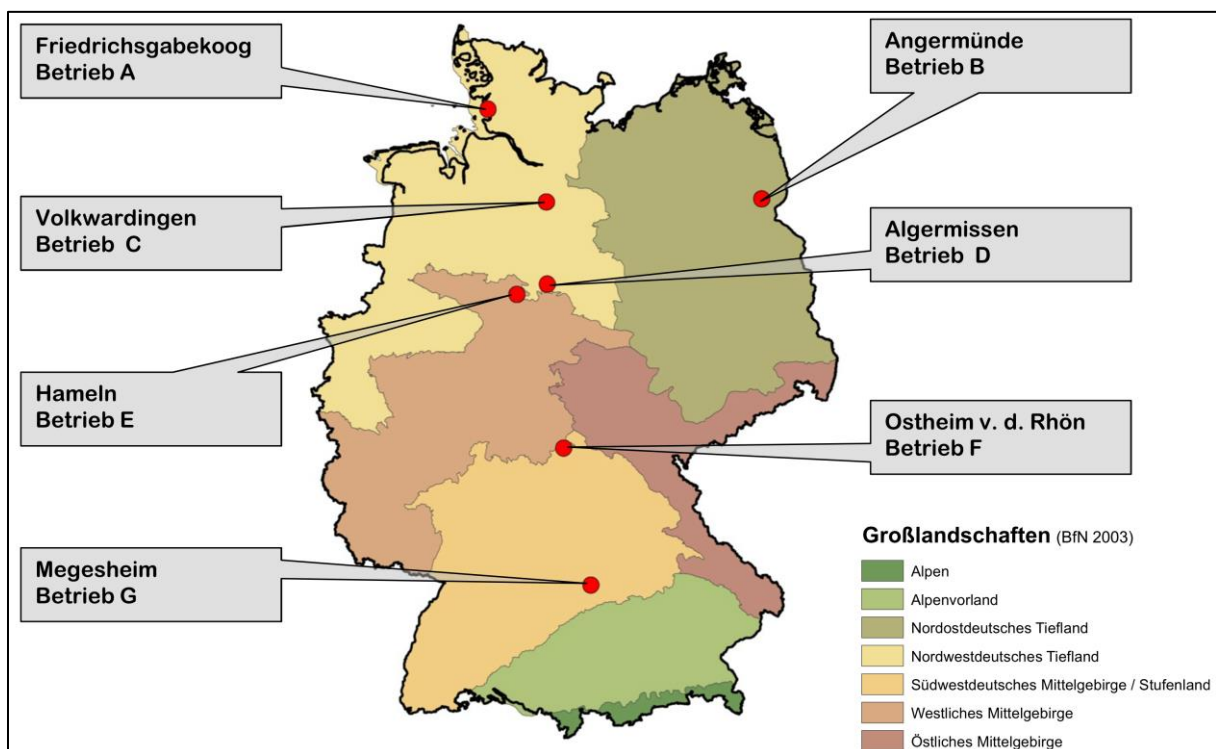 Friedrichsgabekoog
Betrieb A
Angermünde
Betrieb B
Volkwardingen
Betrieb C
Algermissen
Betrieb D
Hameln
Betrieb E
Ostheim v. d. Rhön
Betrieb F
Megesheim
Betrieb G
Großlandschaften (BfN 2003)
Alpen
Alpenvorland
Nordostdeutsches Tiefland
Nordwestdeutsches Tiefland
Südwestdeutsches Mittelgebirge / Stufenland
Westliches Mittelgebirge
Östliches Mittelgebirge